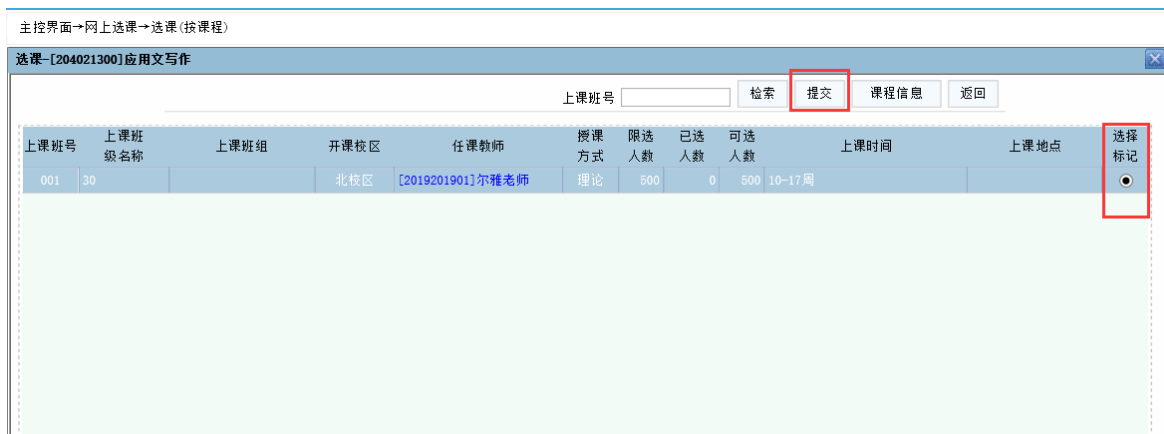 主控界面→网上选课→选课(按课程)
选课-[204021300]应用文写作
上课班号 检索 提交 课程信息 返回
上课班号 上课班级名称 上课班组 开课校区 任课教师 授课方式 限选人数 已选人数 可选人数 上课时间 上课地点 选择标记
001 30 北校区 [2019201901]尔雅老师 理论 500 0 500 10-17周